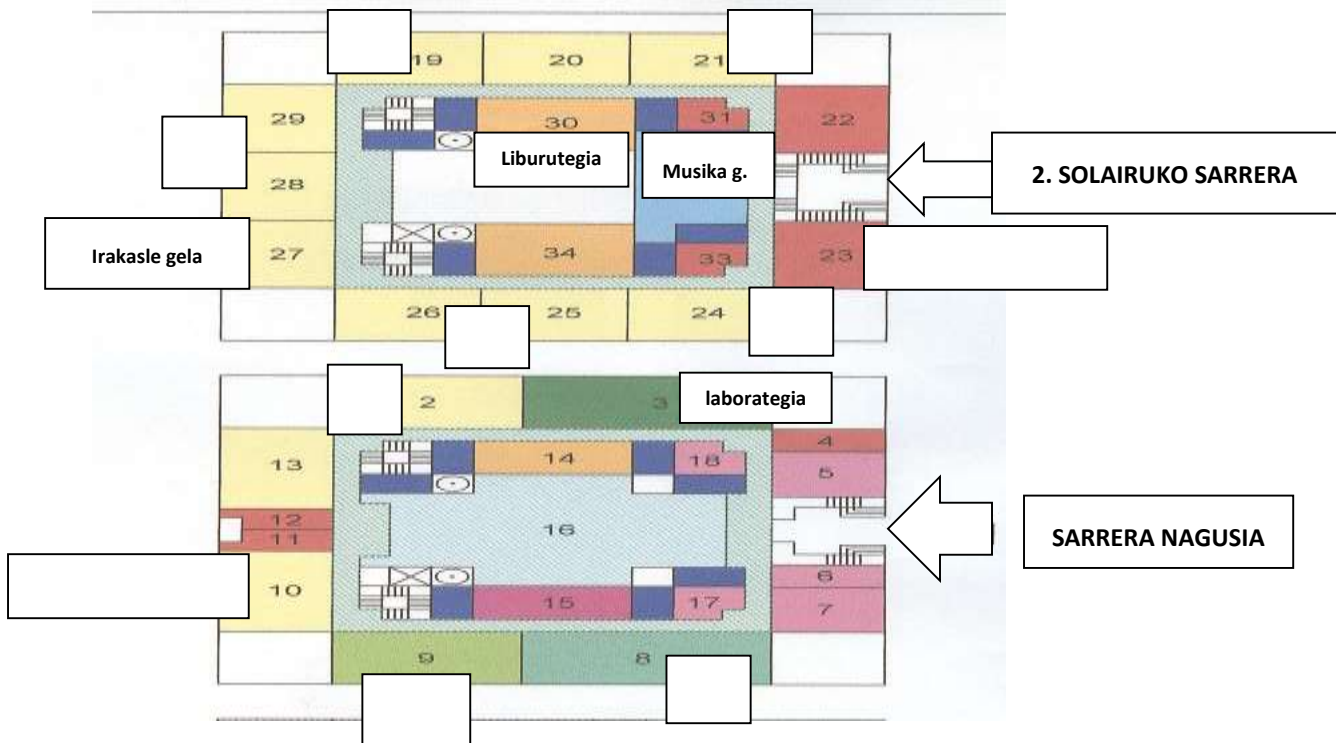 19 20 21
29 30 31 22
Liburutegia Musika g. 2. SOLAIRUKO SARRERA
28
Irakasle gela 27 34 33 23
26 25 24
2 3 laborategia
4
13 14 18 5
12
11 16 SARRERA NAGUSIA
10 15 17 6
7
9 8